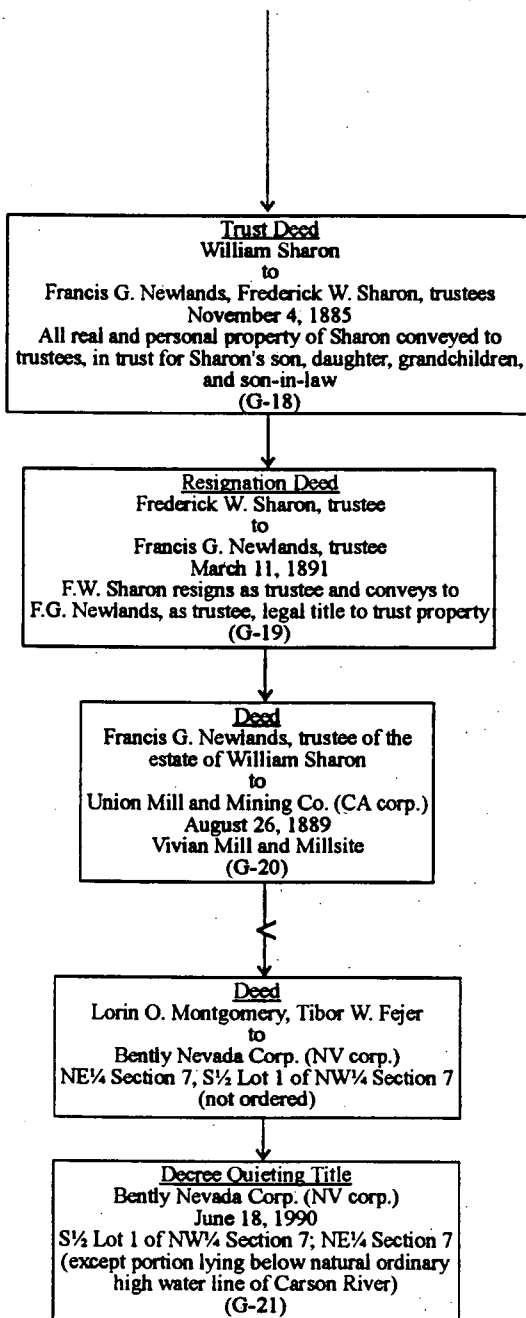 Trust Deed
William Sharon
to
Francis G. Newlands, Frederick W. Sharon, trustees
November 4, 1885
All real and personal property of Sharon conveyed to
trustees, in trust for Sharon's son, daughter, grandchildren,
and son-in-law
(G-18)
Resignation Deed
Frederick W. Sharon, trustee
to
Francis G. Newlands, trustee
March 11, 1891
F.W. Sharon resigns as trustee and conveys to
F.G. Newlands, as trustee, legal title to trust property
(G-19)
Deed
Francis G. Newlands, trustee of the
estate of William Sharon
to
Union Mill and Mining Co. (CA corp.)
August 26, 1889
Vivian Mill and Millsite
(G-20)
Deed
Lorin O. Montgomery, Tibor W. Fejer
to
Bently Nevada Corp. (NV corp.)
NE¼ Section 7, S½ Lot 1 of NW¼ Section 7
(not ordered)
Decree Quieting Title
Bently Nevada Corp. (NV corp.)
June 18, 1990
S½ Lot 1 of NW¼ Section 7; NE¼ Section 7
(except portion lying below natural ordinary
high water line of Carson River)
(G-21)